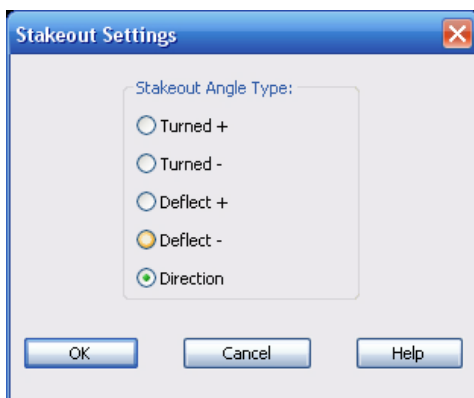 Stakeout Settings
Stakeout Angle Type:
Turned +
Turned -
Deflect +
Deflect -
Direction
OK Cancel Help